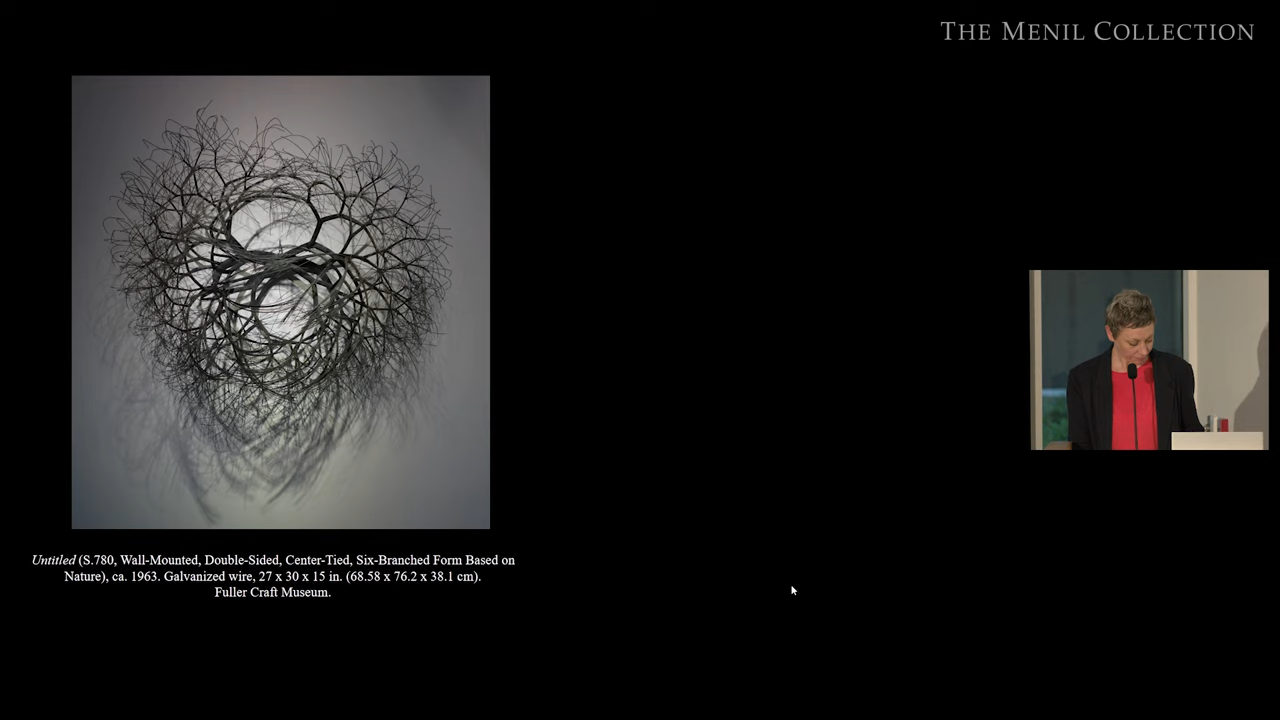 THE MENIL COLLECTION
Untitled (S.780, Wall-Mounted, Double-Sided, Center-Tied, Six-Branched Form Based on
Nature), ca. 1963. Galvanized wire, 27 x 30 x 15 in. (68.58 x 76.2 x 38.1 cm).
Fuller Craft Museum.